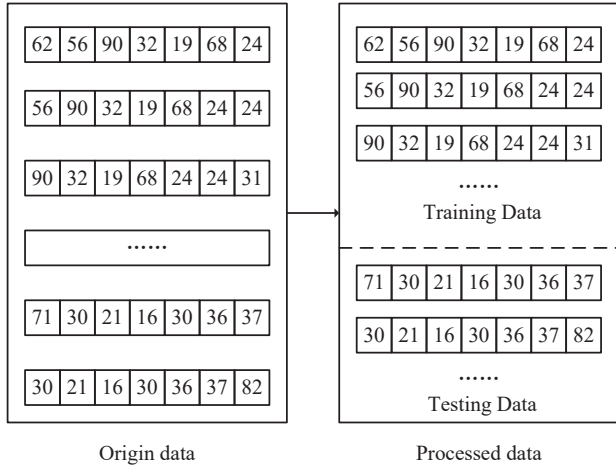 62 56 90 32 19 68 24
56 90 32 19 68 24 24
90 32 19 68 24 24 31
......
71 30 21 16 30 36 37
30 21 16 30 36 37 82
Origin data
62 56 90 32 19 68 24
56 90 32 19 68 24 24
90 32 19 68 24 24 31
......
Training Data
71 30 21 16 30 36 37
30 21 16 30 36 37 82
......
Testing Data
Processed data